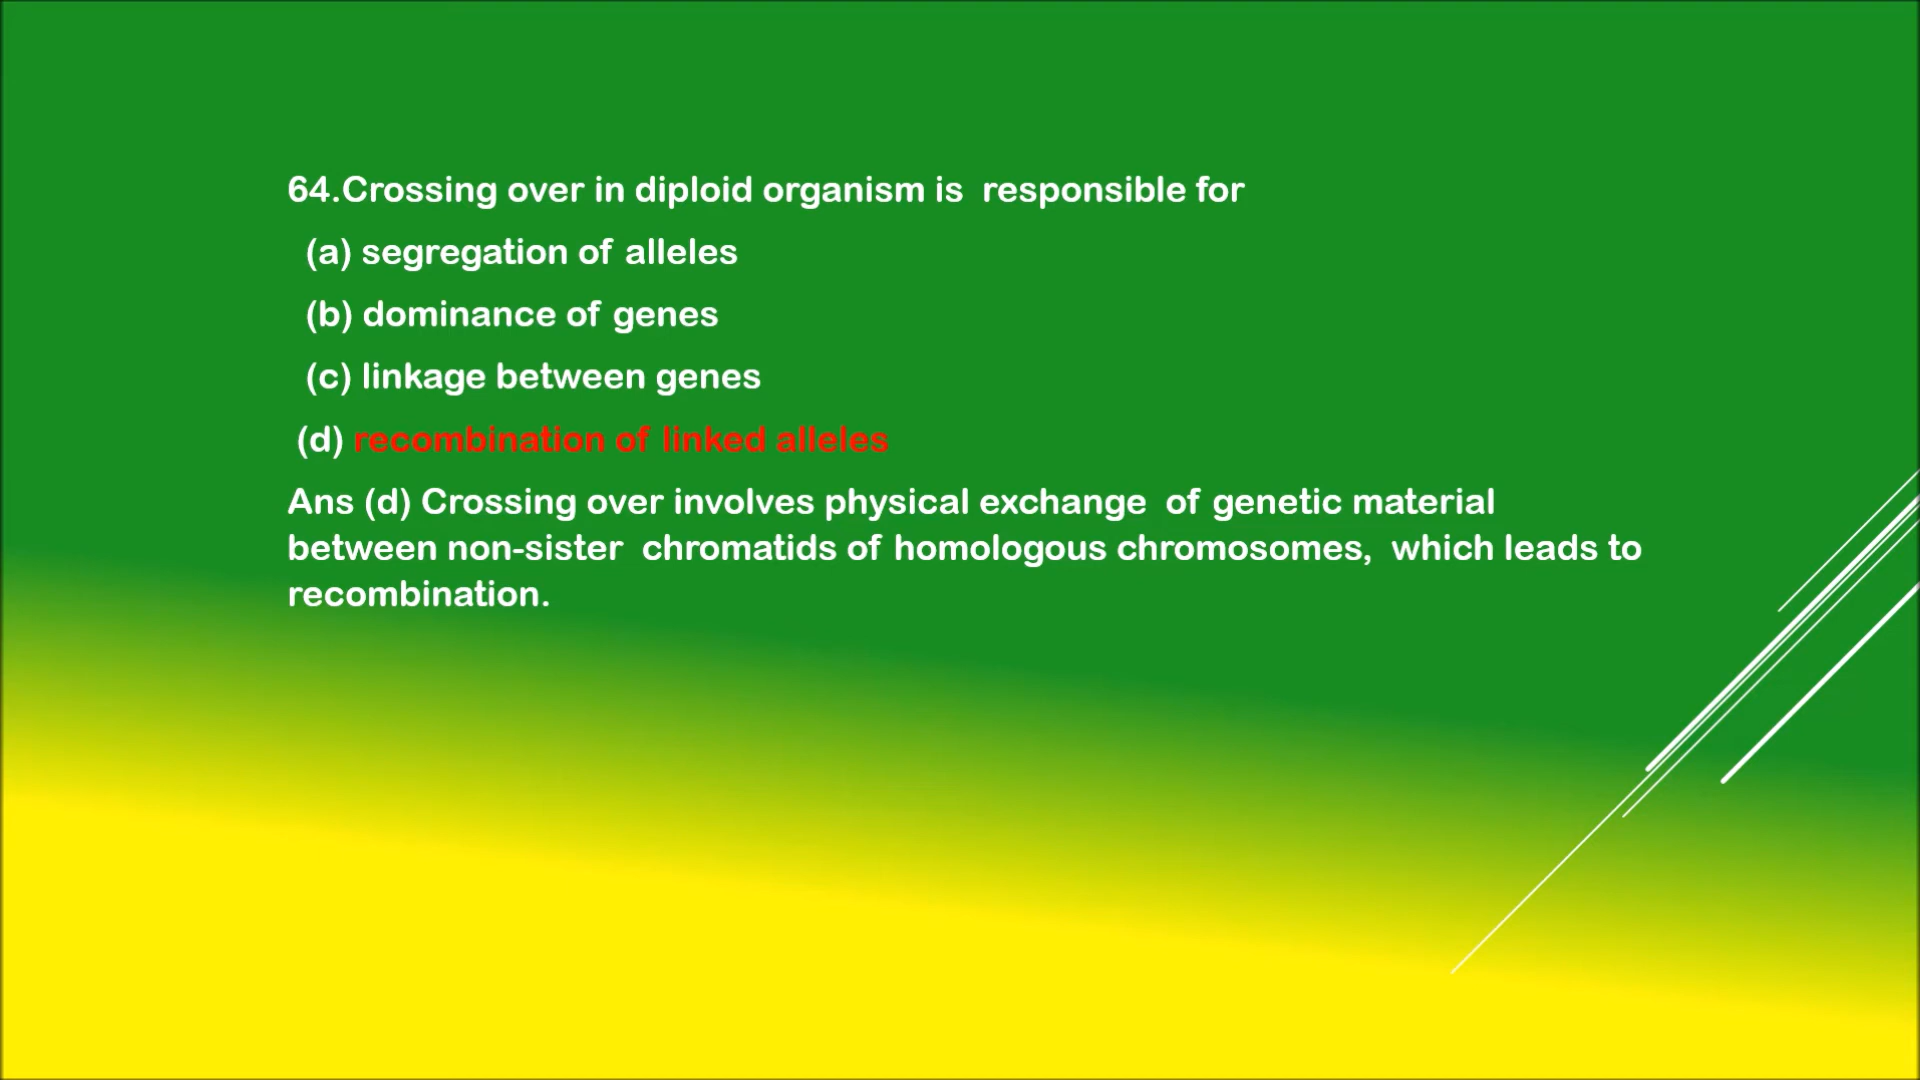 64.Crossing over in diploid organism is  responsible for
(a) segregation of alleles
(b) dominance of genes
(c) linkage between genes
(d) recombination of linked alleles
Ans (d) Crossing over involves physical exchange  of genetic material
between non-sister  chromatids of homologous chromosomes,  which leads to
recombination.